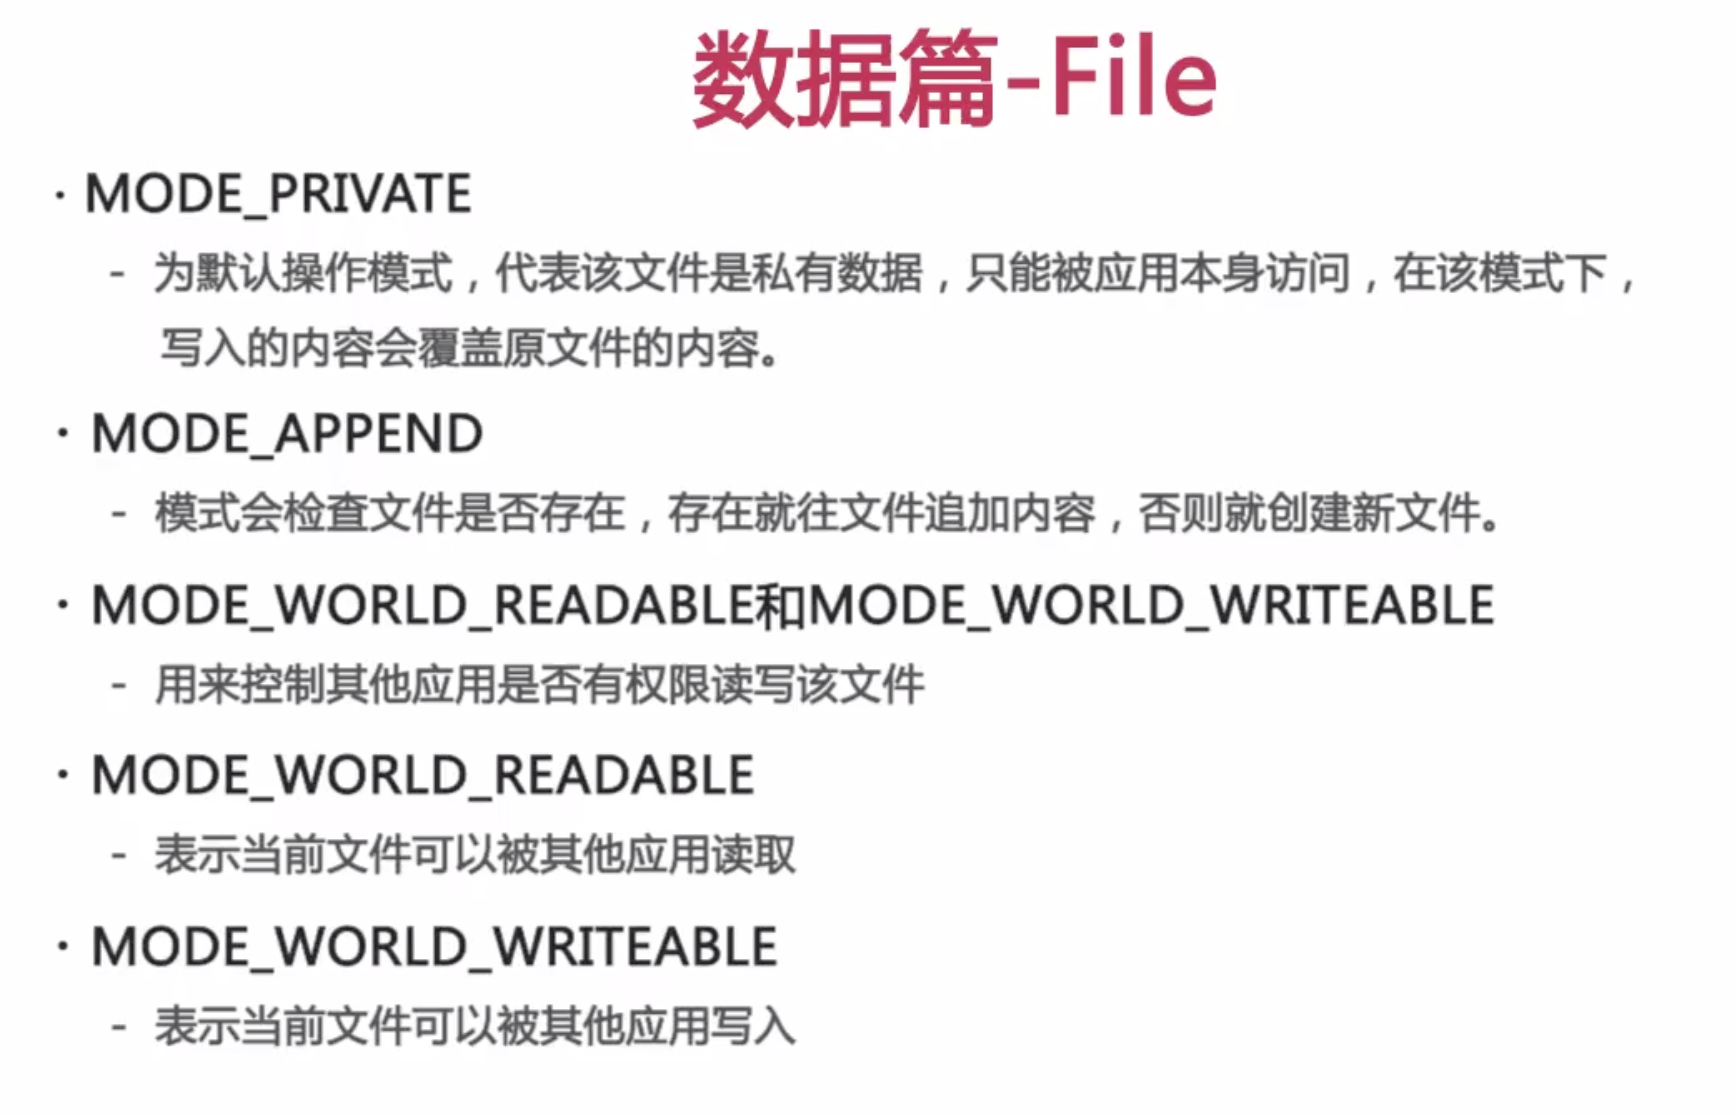 数据篇-File
· MODE_PRIVATE
- 为默认操作模式，代表该文件是私有数据，只能被应用本身访问，在该模式下，
写入的内容会覆盖原文件的内容。
· MODE_APPEND
- 模式会检查文件是否存在，存在就往文件追加内容，否则就创建新文件。
· MODE_WORLD_READABLE和MODE_WORLD_WRITEABLE
- 用来控制其他应用是否有权限读写该文件
· MODE_WORLD_READABLE
- 表示当前文件可以被其他应用读取
· MODE_WORLD_WRITEABLE
- 表示当前文件可以被其他应用写入